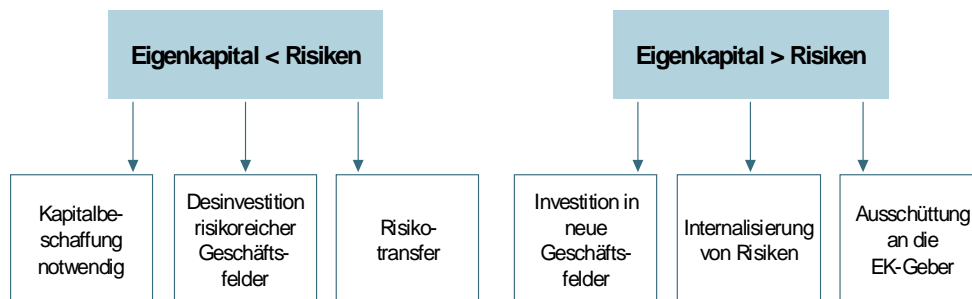 Eigenkapital < Risiken
Eigenkapital > Risiken
Kapitalbe-
schaffung
notwendig
Desinvestition
risikoreicher
Geschäfts-
felder
Risiko-
transfer
Investition in
neue
Geschäfts-
felder
Internalisierung
von Risiken
Ausschüttung
an die
EK-Geber